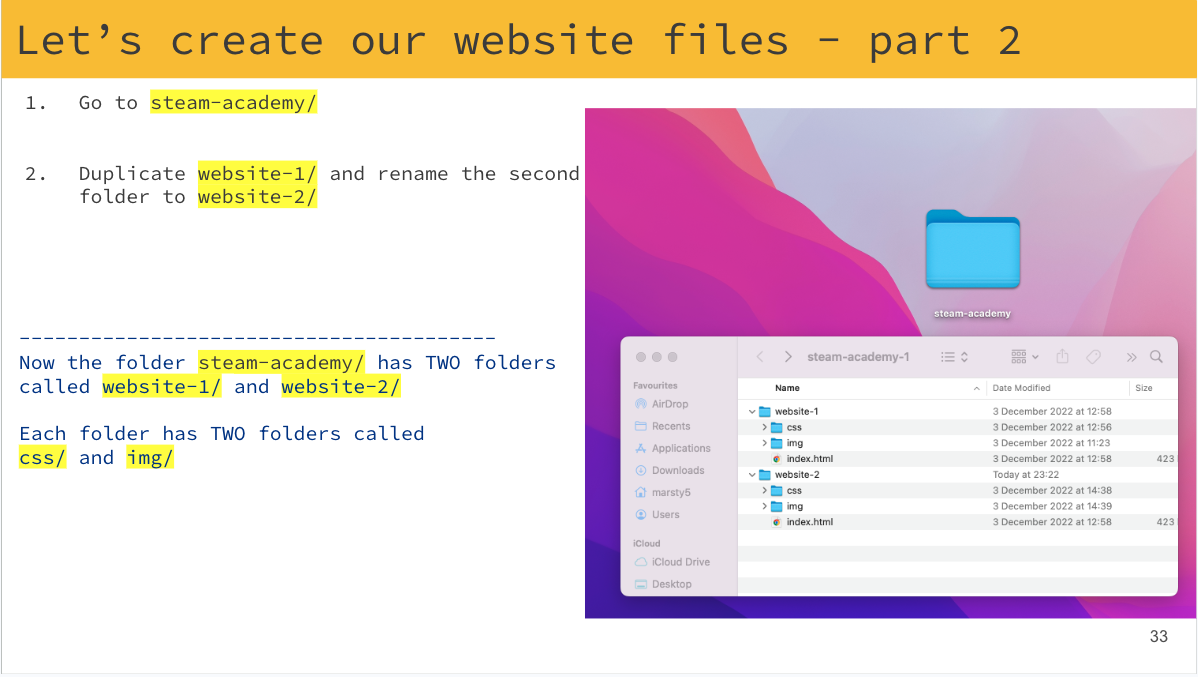 Let’s create our website files - part 2
1. Go to steam-academy/
2. Duplicate website-1/ and rename the second
folder to website-2/
----------------------------------------
Now the folder steam-academy/ has TWO folders
called website-1/ and website-2/
Each folder has TWO folders called
css/ and img/
steam-academy
steam-academy-1
Favourites
AirDrop
Recents
Applications
Downloads
marsty5
Users
iCloud
iCloud Drive
Desktop
Name Date Modified Size
website-1 3 December 2022 at 12:58
css 3 December 2022 at 12:56
img 3 December 2022 at 11:23
index.html 3 December 2022 at 12:58 423
website-2 Today at 23:22
css 3 December 2022 at 14:38
img 3 December 2022 at 14:39
index.html 3 December 2022 at 12:58 423
33